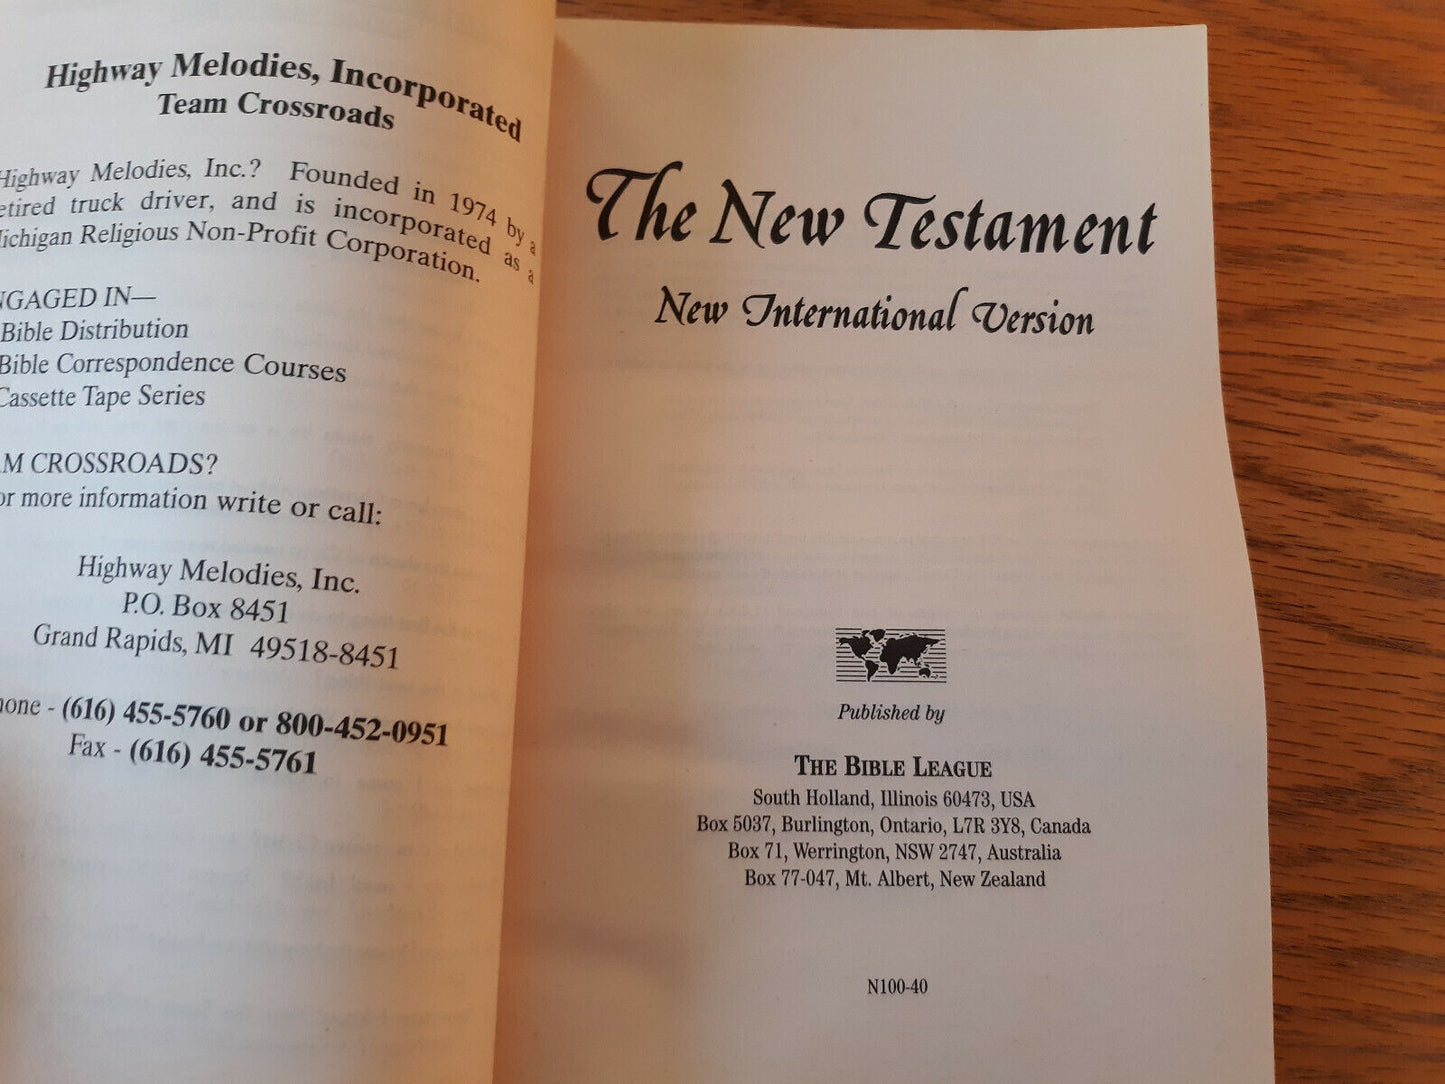 Highway Melodies, Incorporated
Team Crossroads
Highway Melodies, Inc.? Founded in 1974 by a
etired truck driver, and is incorporated as a
ichigan Religious Non-Profit Corporation.
NGAGED IN—
Bible Distribution
Bible Correspondence Courses
Cassette Tape Series
AM CROSSROADS?
or more information write or call:
Highway Melodies, Inc.
P.O. Box 8451
Grand Rapids, MI 49518-8451
hone - (616) 455-5760 or 800-452-0951
Fax - (616) 455-5761
The New Testament
New International Version
Published by
THE BIBLE LEAGUE
South Holland, Illinois 60473, USA
Box 5037, Burlington, Ontario, L7R 3Y8, Canada
Box 71, Werrington, NSW 2747, Australia
Box 77-047, Mt. Albert, New Zealand
N100-40